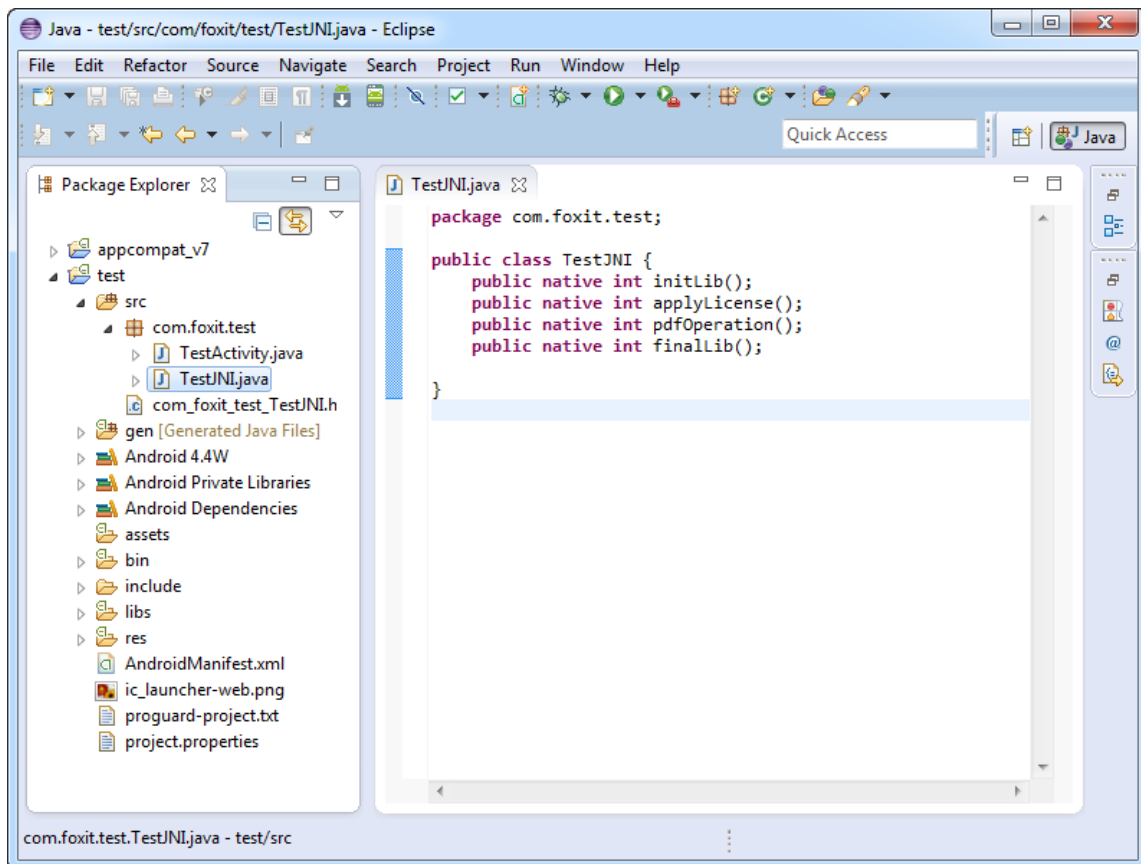 Java - test/src/com/foxit/test/TestJNI.java - Eclipse
File Edit Refactor Source Navigate Search Project Run Window Help
Quick Access
Java
Package Explorer
appcompat_v7
test
src
com.foxit.test
TestActivity.java
TestJNI.java
com_foxit_test_TestJNI.h
gen [Generated Java Files]
Android 4.4W
Android Private Libraries
Android Dependencies
assets
bin
include
libs
res
AndroidManifest.xml
ic_launcher-web.png
proguard-project.txt
project.properties
TestJNI.java
package com.foxit.test;
public class TestJNI {
    public native int initLib();
    public native int applyLicense();
    public native int pdfOperation();
    public native int finalLib();
}
com.foxit.test.TestJNI.java - test/src